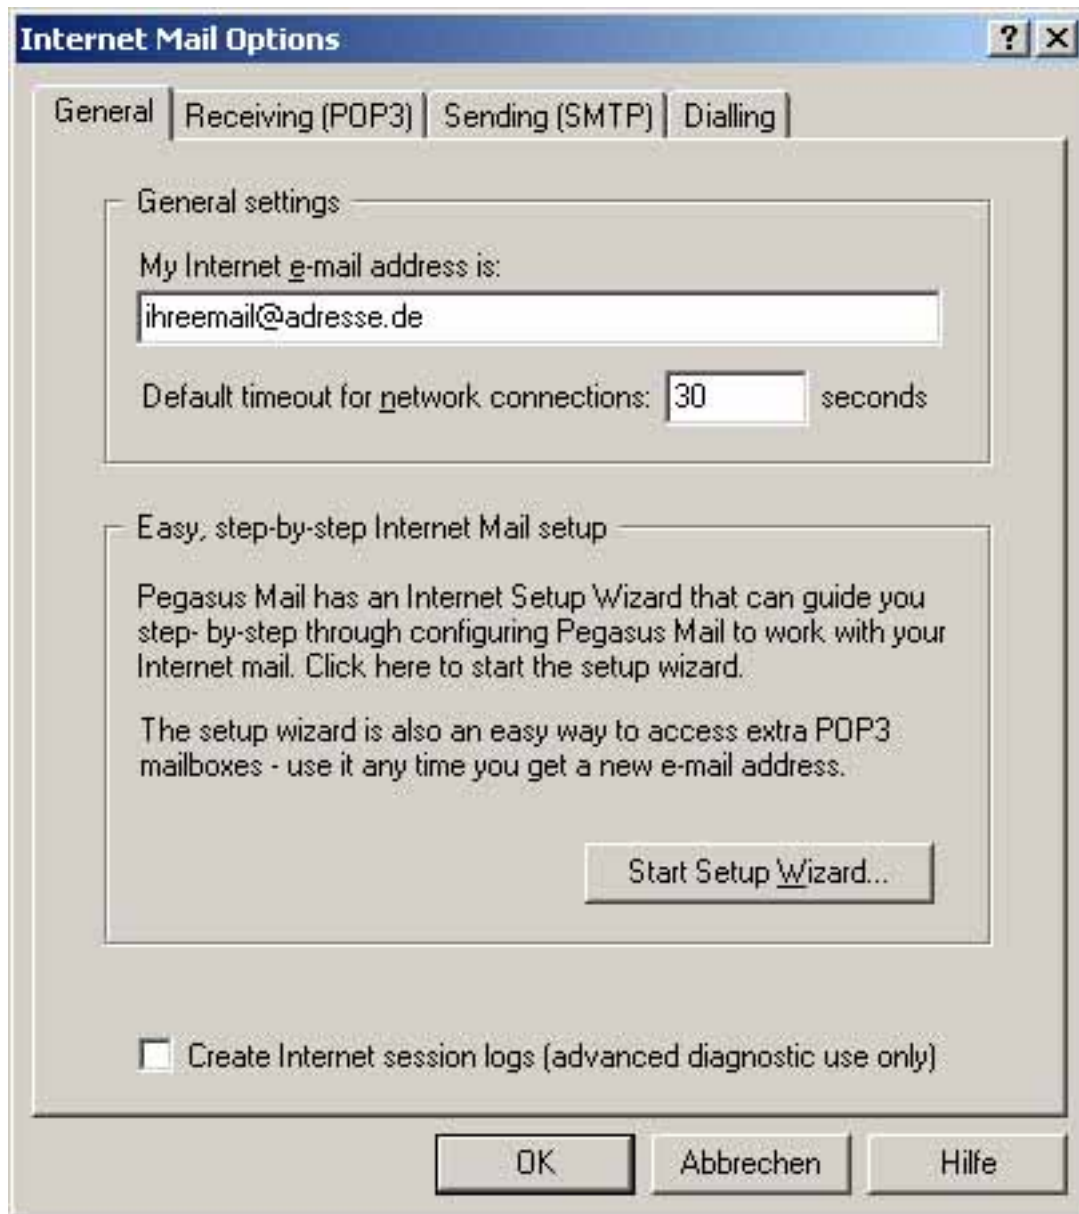 Internet Mail Options
General
Receiving (POP3)
Sending (SMTP)
Dialling
General settings
My Internet e-mail address is:
ihreemail@adresse.de
Default timeout for network connections: 30 seconds
Easy, step-by-step Internet Mail setup
Pegasus Mail has an Internet Setup Wizard that can guide you
step- by-step through configuring Pegasus Mail to work with your
Internet mail. Click here to start the setup wizard.
The setup wizard is also an easy way to access extra POP3
mailboxes - use it any time you get a new e-mail address.
Start Setup Wizard...
Create Internet session logs (advanced diagnostic use only)
OK
Abbrechen
Hilfe